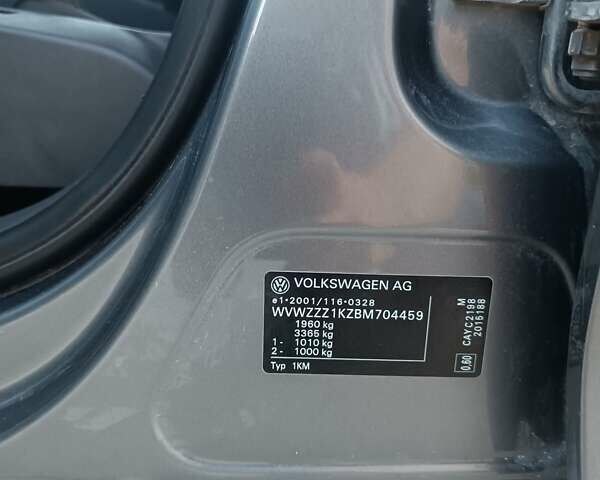 VOLKSWAGEN AG
e1*2001/116*0328
WVWZZZ1KZBM704459
1960 kg
3365 kg
1- 1010 kg
2- 1000 kg
Typ 1KM
0,60
CAYC2198 M
2016188